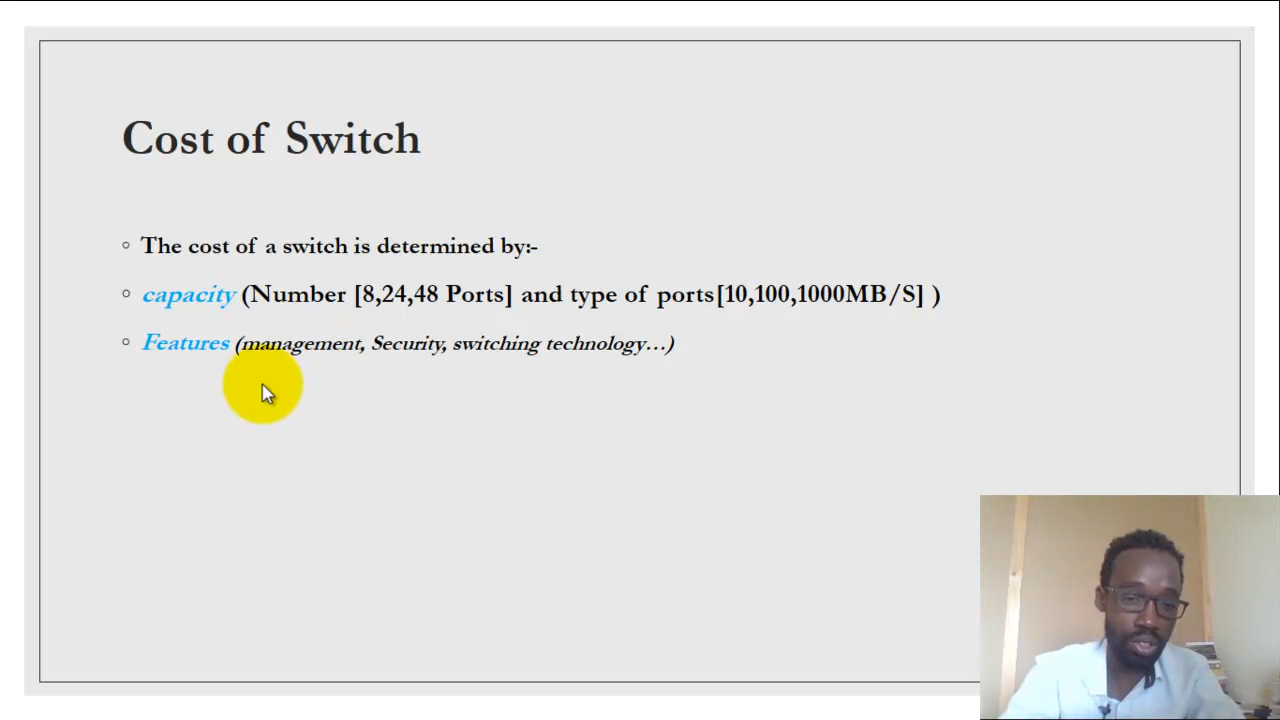 Cost of Switch
The cost of a switch is determined by:-
capacity (Number [8,24,48 Ports] and type of ports[10,100,1000MB/S] )
Features (management, Security, switching technology…)